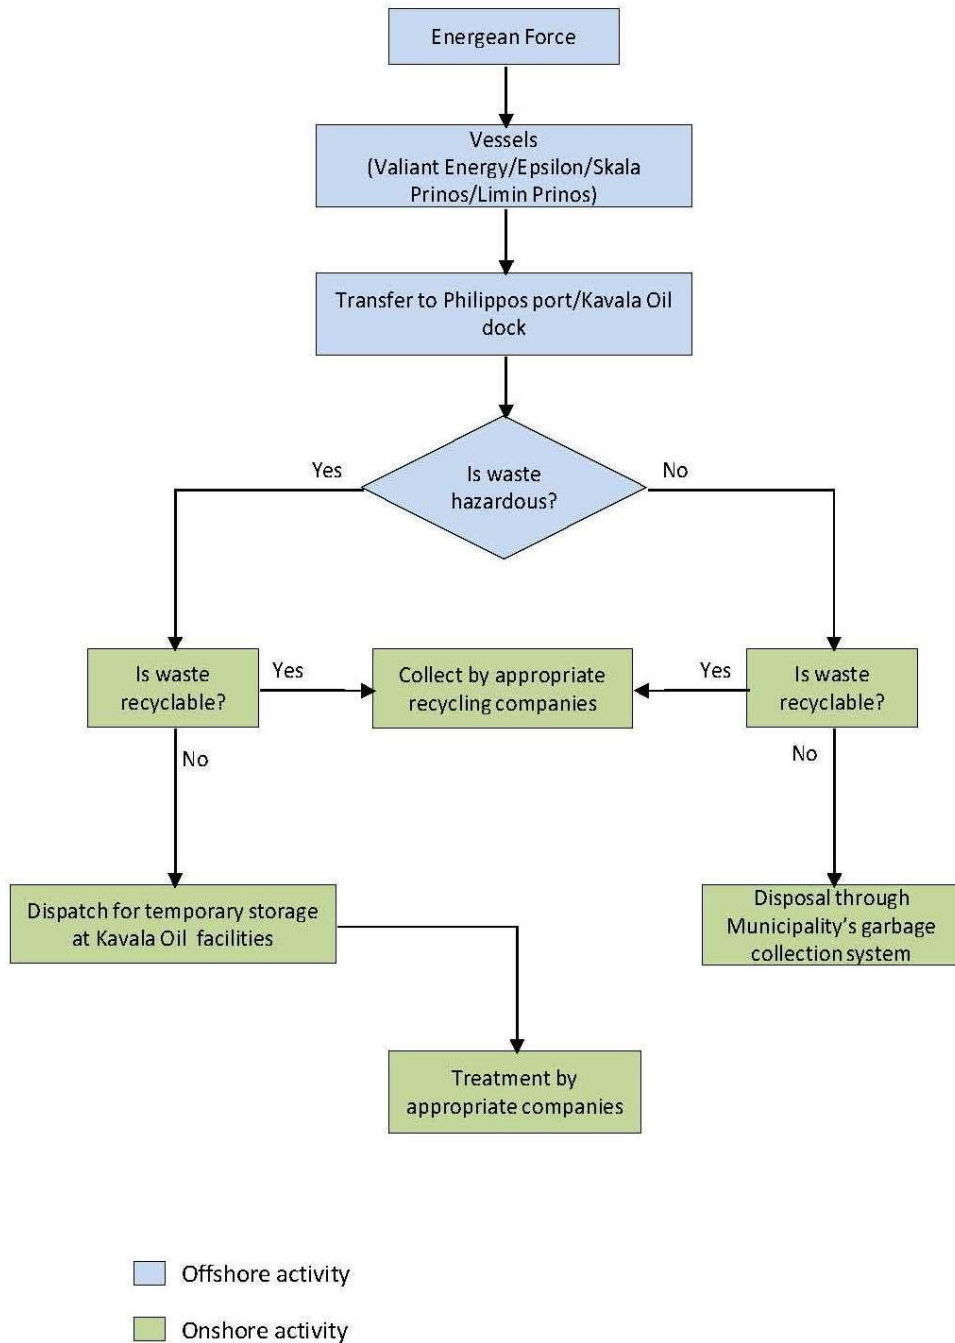 Energean Force
Vessels
(Valiant Energy/Epsilon/Skala
Prinos/Limin Prinos)
Transfer to Philippos port/Kavala Oil
dock
Yes
Is waste
hazardous?
No
Is waste
recyclable?
Yes
Collect by appropriate
recycling companies
Yes
Is waste
recyclable?
No
No
Dispatch for temporary storage
at Kavala Oil facilities
Disposal through
Municipality’s garbage
collection system
Treatment by
appropriate companies
Offshore activity
Onshore activity